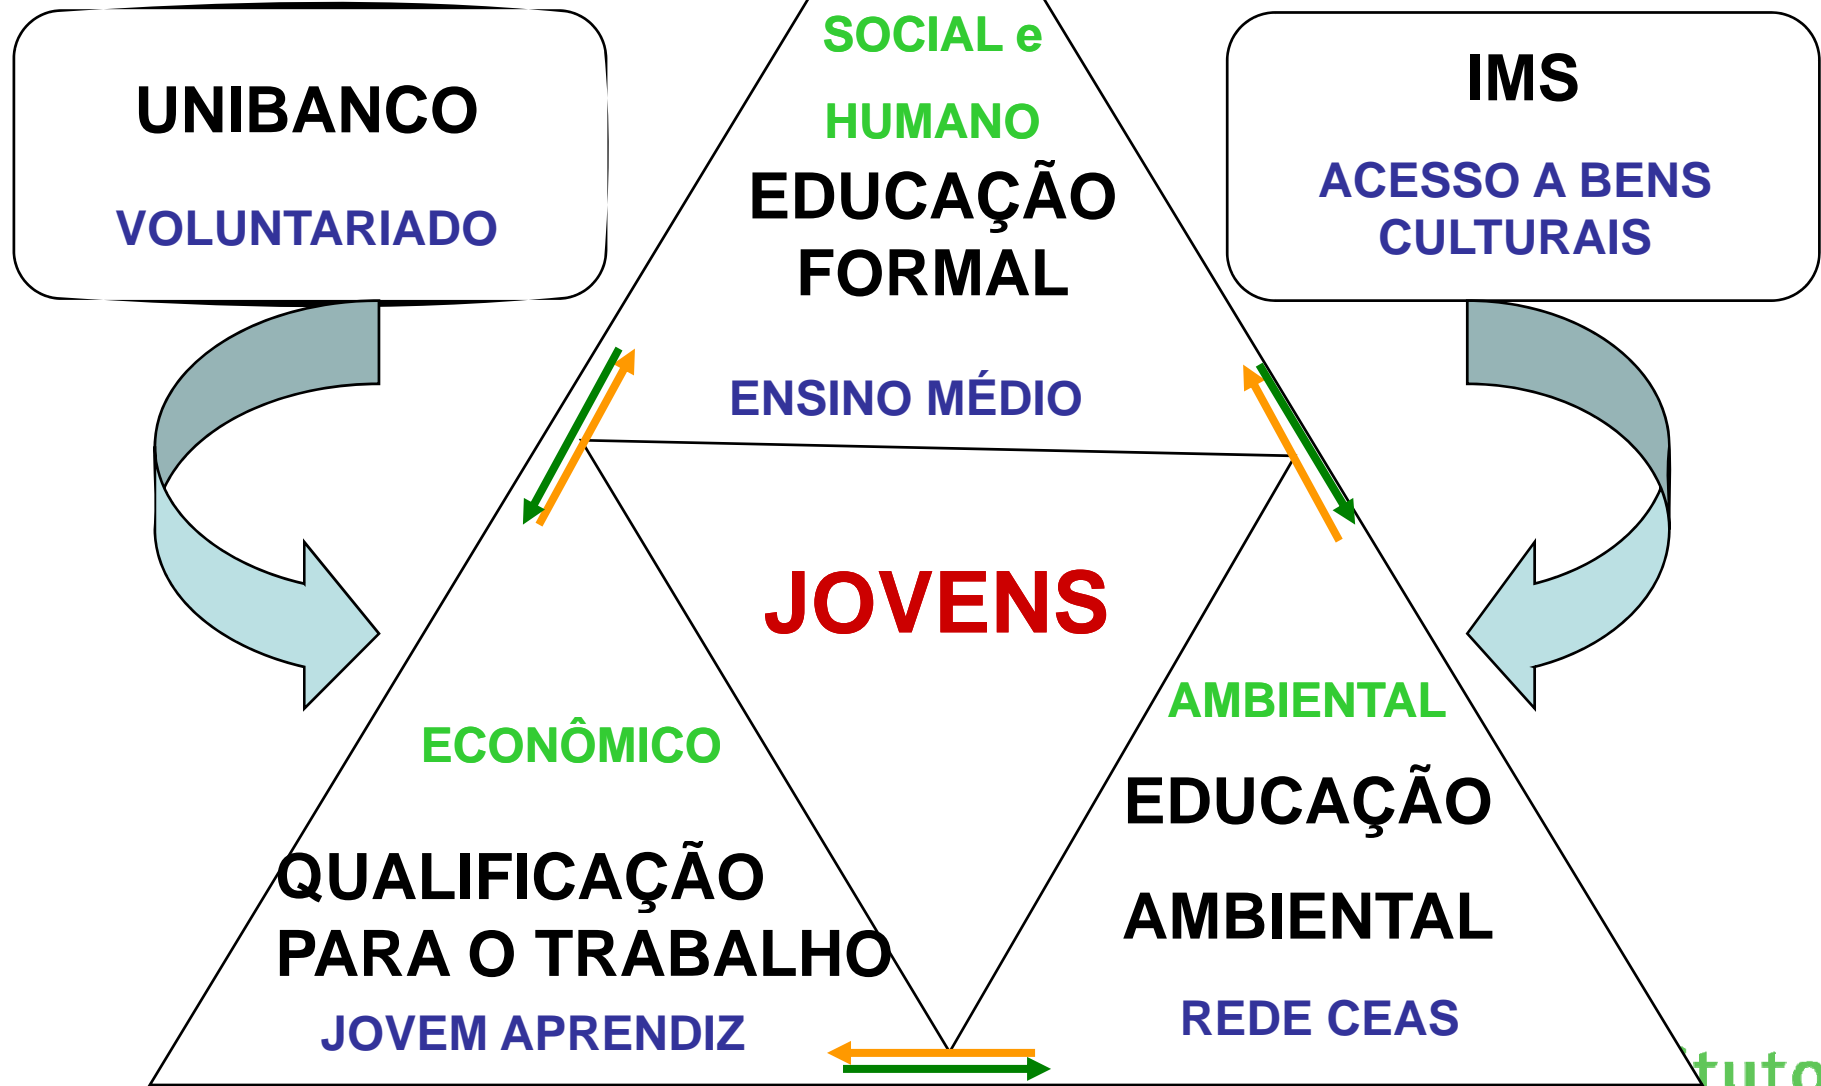 UNIBANCO
VOLUNTARIADO
SOCIAL e
HUMANO
EDUCAÇÃO
FORMAL
ENSINO MÉDIO
IMS
ACESSO A BENS
CULTURAIS
JOVENS
ECONÔMICO
QUALIFICAÇÃO
PARA O TRABALHO
JOVEM APRENDIZ
AMBIENTAL
EDUCAÇÃO
AMBIENTAL
REDE CEAS